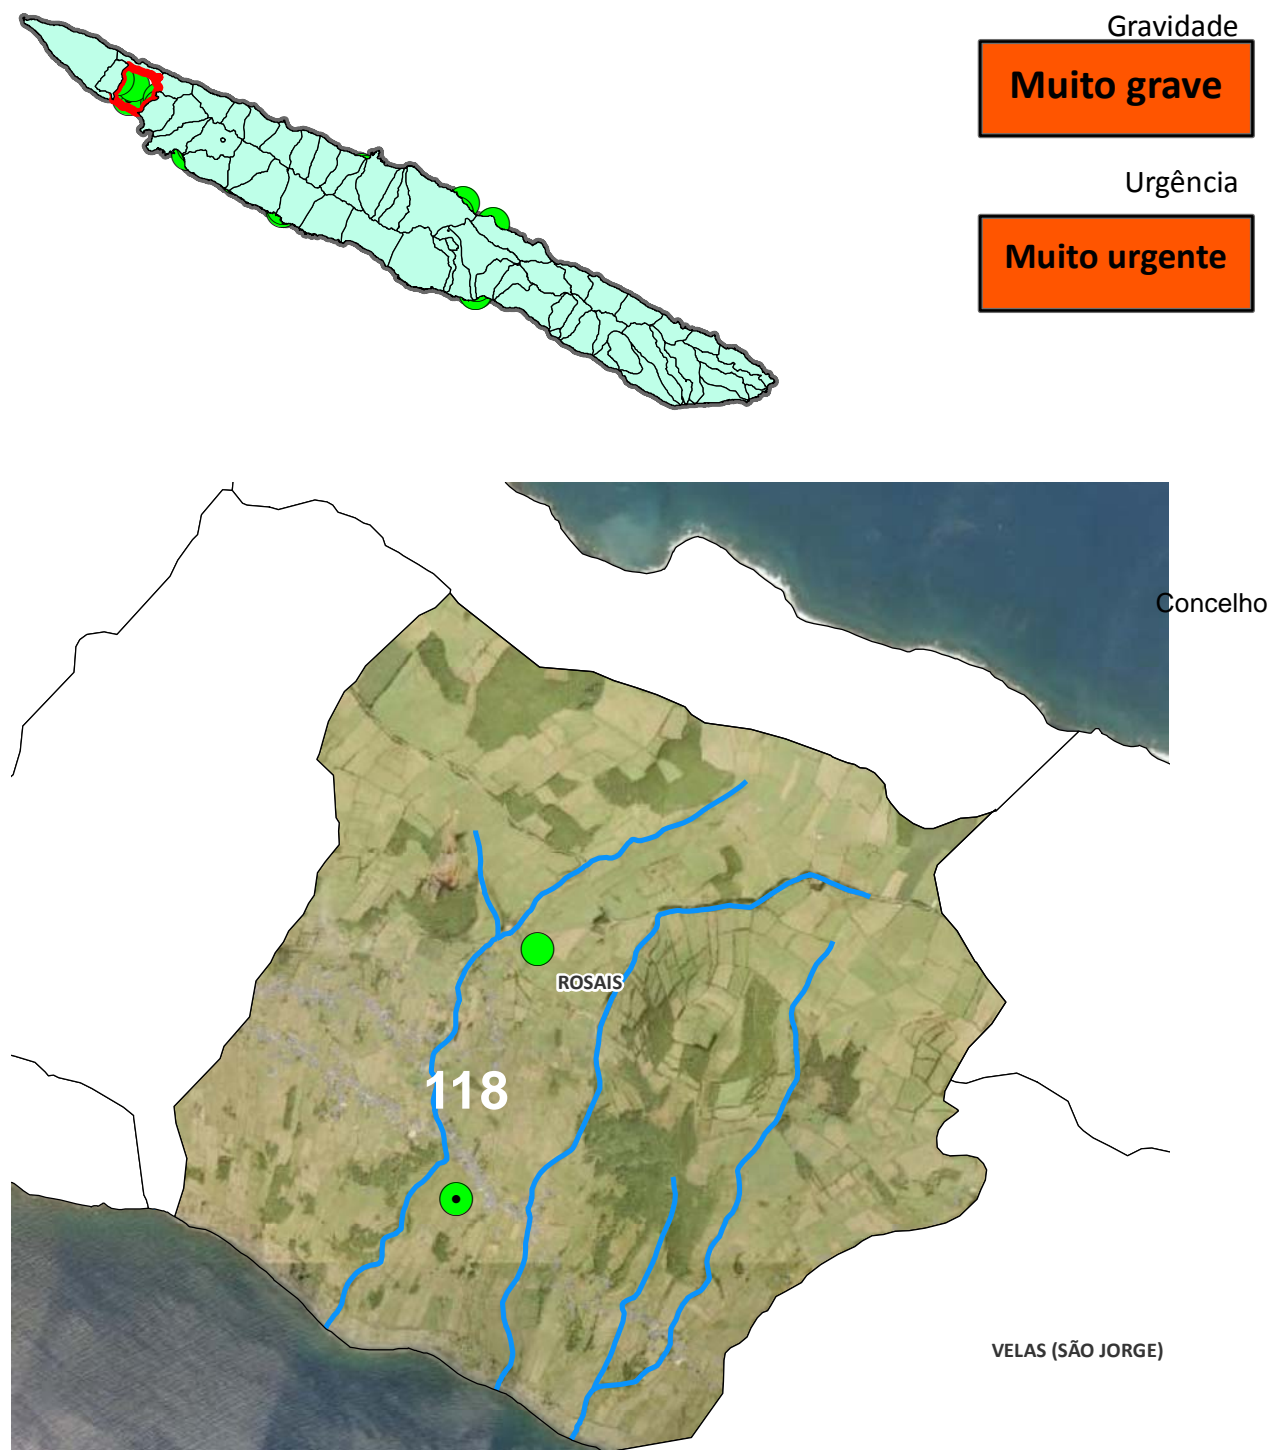 Gravidade
Muito grave
Urgência
Muito urgente
Concelho
ROSAIS
118
VELAS (SÃO JORGE)